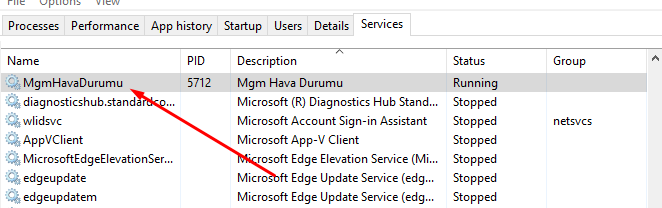 Options View
Processes Performance App history Startup Users Details Services
Name PID Description Status Group
MgmHavaDurumu 5712 Mgm Hava Durumu Running
diagnosticshub.standardco... Microsoft (R) Diagnostics Hub Stand... Stopped
wlidsvc Microsoft Account Sign-in Assistant Stopped netsvcs
AppVClient Microsoft App-V Client Stopped
MicrosoftEdgeElevationSer... Microsoft Edge Elevation Service (Mi... Stopped
edgeupdate Microsoft Edge Update Service (edg... Stopped
edgeupdatem Microsoft Edge Update Service (edg... Stopped